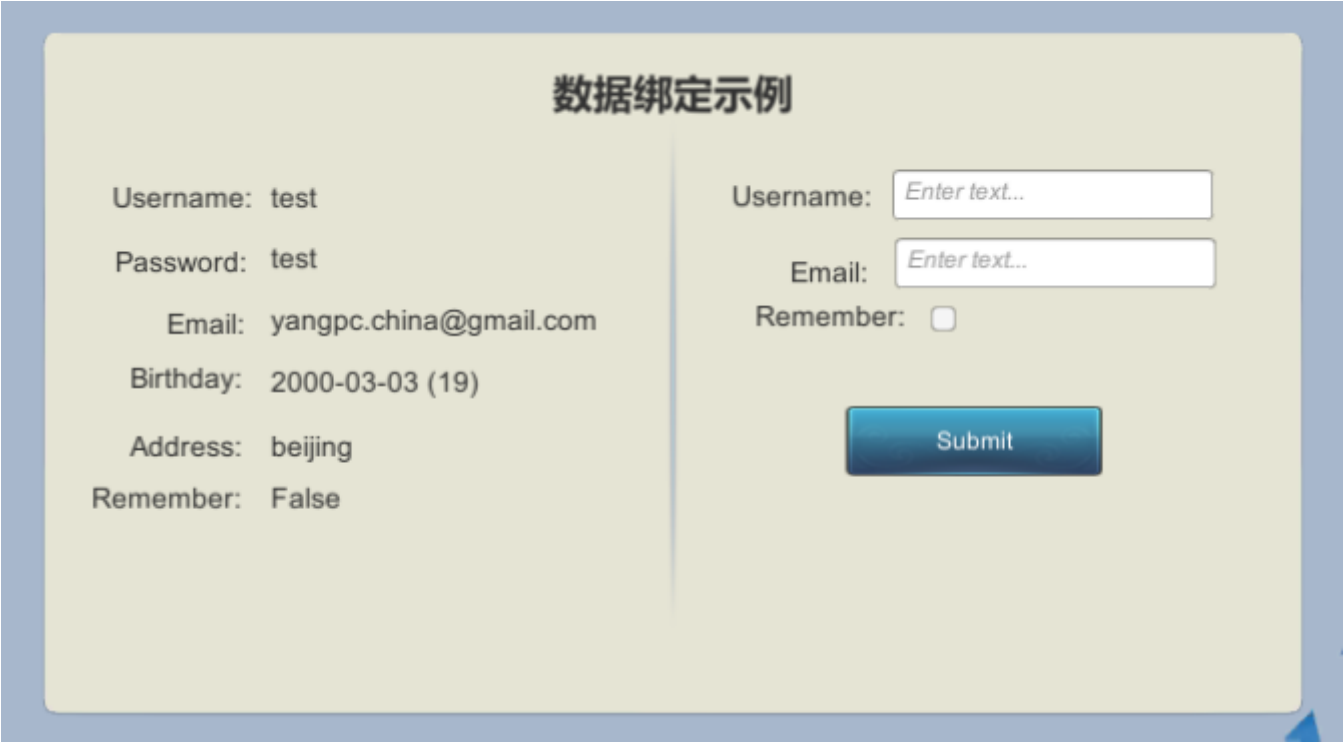 数据绑定示例
Username: test
Password: test
Email: yangpc.china@gmail.com
Birthday: 2000-03-03 (19)
Address: beijing
Remember: False
Username: Enter text...
Email: Enter text...
Remember:
Submit